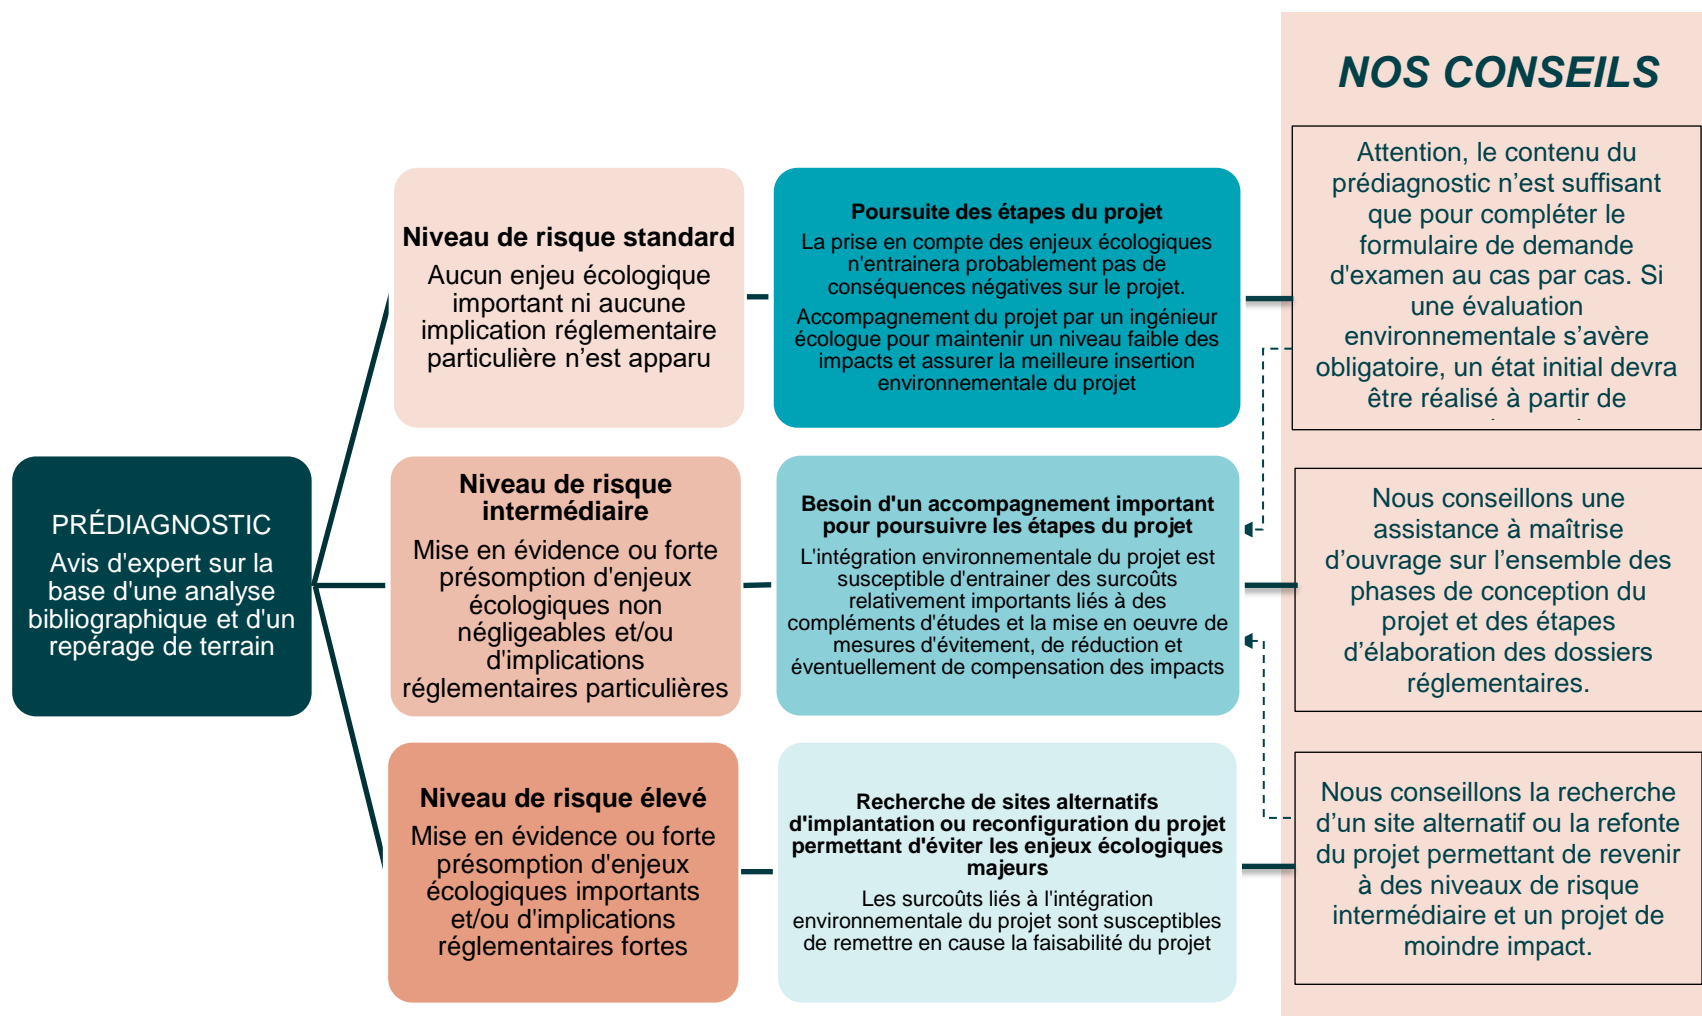 NOS CONSEILS
PRÉDIAGNOSTIC
Avis d'expert sur la
base d'une analyse
bibliographique et d'un
repérage de terrain
Niveau de risque standard
Aucun enjeu écologique
important ni aucune
implication réglementaire
particulière n’est apparu
Poursuite des étapes du projet
La prise en compte des enjeux écologiques
n'entrainera probablement pas de
conséquences négatives sur le projet.
Accompagnement du projet par un ingénieur
écologue pour maintenir un niveau faible des
impacts et assurer la meilleure insertion
environnementale du projet
Attention, le contenu du
prédiagnostic n’est suffisant
que pour compléter le
formulaire de demande
d'examen au cas par cas. Si
une évaluation
environnementale s’avère
obligatoire, un état initial devra
être réalisé à partir de
Niveau de risque
intermédiaire
Mise en évidence ou forte
présomption d'enjeux
écologiques non
négligeables et/ou
d'implications
réglementaires particulières
Besoin d'un accompagnement important
pour poursuivre les étapes du projet
L'intégration environnementale du projet est
susceptible d'entrainer des surcoûts
relativement importants liés à des
compléments d'études et la mise en oeuvre de
mesures d'évitement, de réduction et
éventuellement de compensation des impacts
Nous conseillons une
assistance à maîtrise
d’ouvrage sur l’ensemble des
phases de conception du
projet et des étapes
d’élaboration des dossiers
réglementaires.
Niveau de risque élevé
Mise en évidence ou forte
présomption d'enjeux
écologiques importants
et/ou d'implications
réglementaires fortes
Recherche de sites alternatifs
d'implantation ou reconfiguration du projet
permettant d'éviter les enjeux écologiques
majeurs
Les surcoûts liés à l'intégration
environnementale du projet sont susceptibles
de remettre en cause la faisabilité du projet
Nous conseillons la recherche
d’un site alternatif ou la refonte
du projet permettant de revenir
à des niveaux de risque
intermédiaire et un projet de
moindre impact.